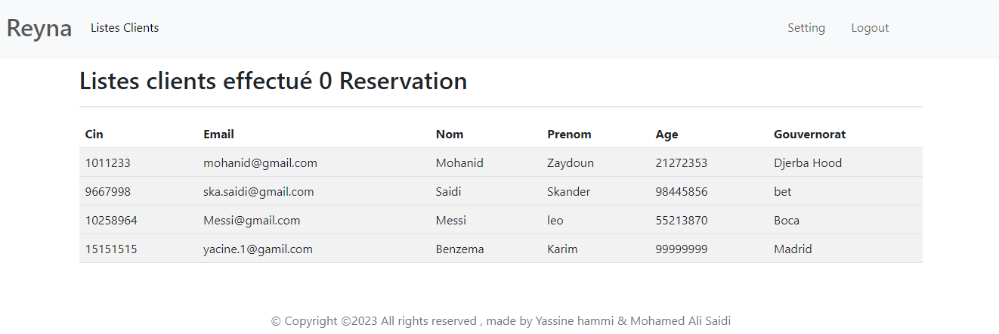 Reyna Listes Clients Setting Logout
Listes clients effectué 0 Reservation
Cin Email Nom Prenom Age Gouvernorat
1011233 mohanid@gmail.com Mohanid Zaydoun 21272353 Djerba Hood
9667998 ska.saidi@gmail.com Saidi Skander 98445856 bet
10258964 Messi@gmail.com Messi leo 55213870 Boca
15151515 yacine.1@gamil.com Benzema Karim 99999999 Madrid
© Copyright ©2023 All rights reserved , made by Yassine hammi & Mohamed Ali Saidi